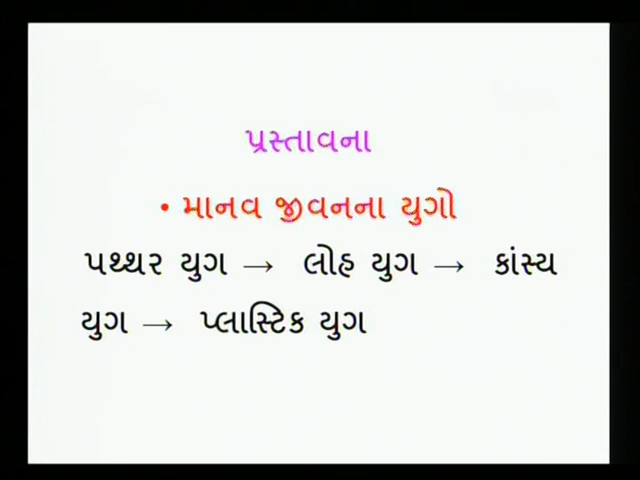 પ્રસ્તાવના
• માનવ જીવનના યુગો
પથ્થર યુગ → લોહ યુગ → કાંસ્ય
યુગ → પ્લાસ્ટિક યુગ